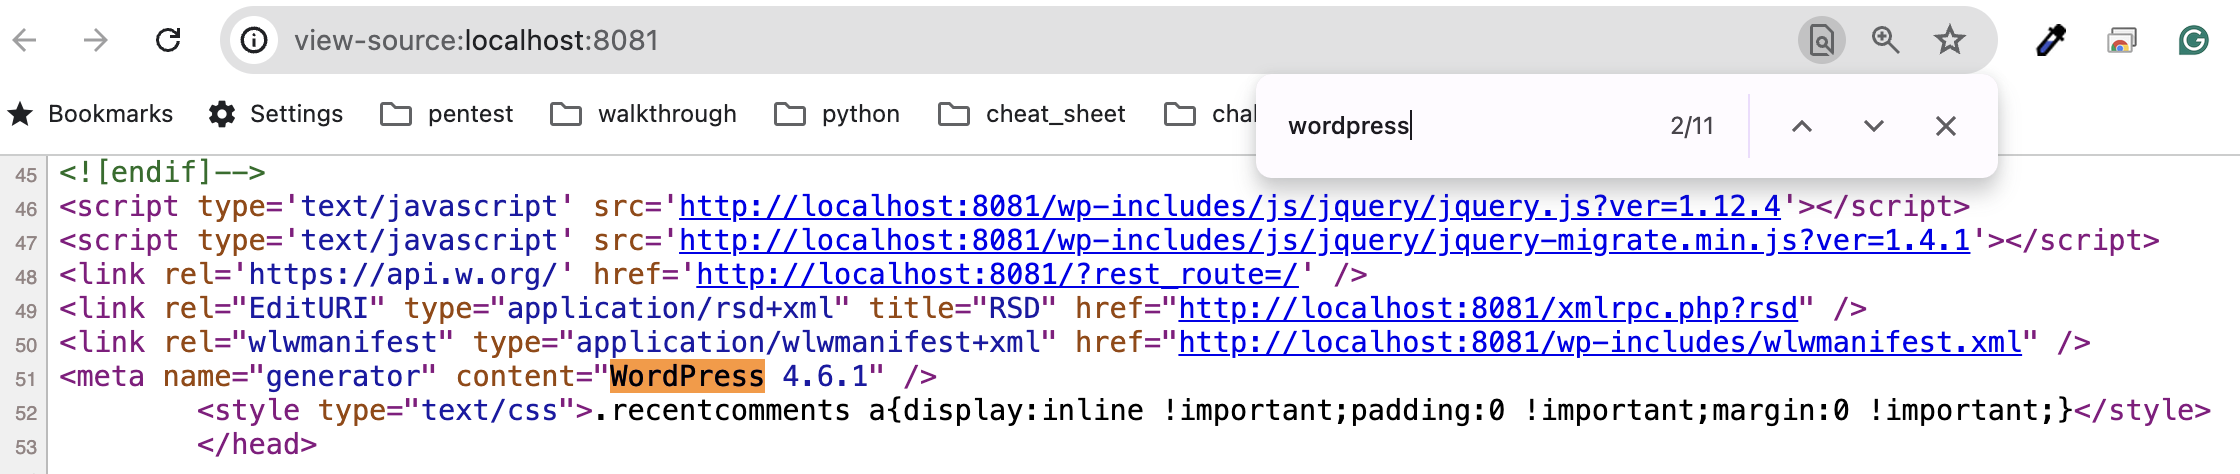 view-source:localhost:8081
Bookmarks Settings pentest walkthrough python cheat_sheet
wordpress 2/11
45 <![endif]-->
46 <script type='text/javascript' src='http://localhost:8081/wp-includes/js/jquery/jquery.js?ver=1.12.4'></script>
47 <script type='text/javascript' src='http://localhost:8081/wp-includes/js/jquery/jquery-migrate.min.js?ver=1.4.1'></script>
48 <link rel='https://api.w.org/' href='http://localhost:8081/?rest_route=/' />
49 <link rel="EditURI" type="application/rsd+xml" title="RSD" href="http://localhost:8081/xmlrpc.php?rsd" />
50 <link rel="wlwmanifest" type="application/wlwmanifest+xml" href="http://localhost:8081/wp-includes/wlwmanifest.xml" />
51 <meta name="generator" content="WordPress 4.6.1" />
52 <style type="text/css">.recentcomments a{display:inline !important;padding:0 !important;margin:0 !important;}</style>
53 </head>